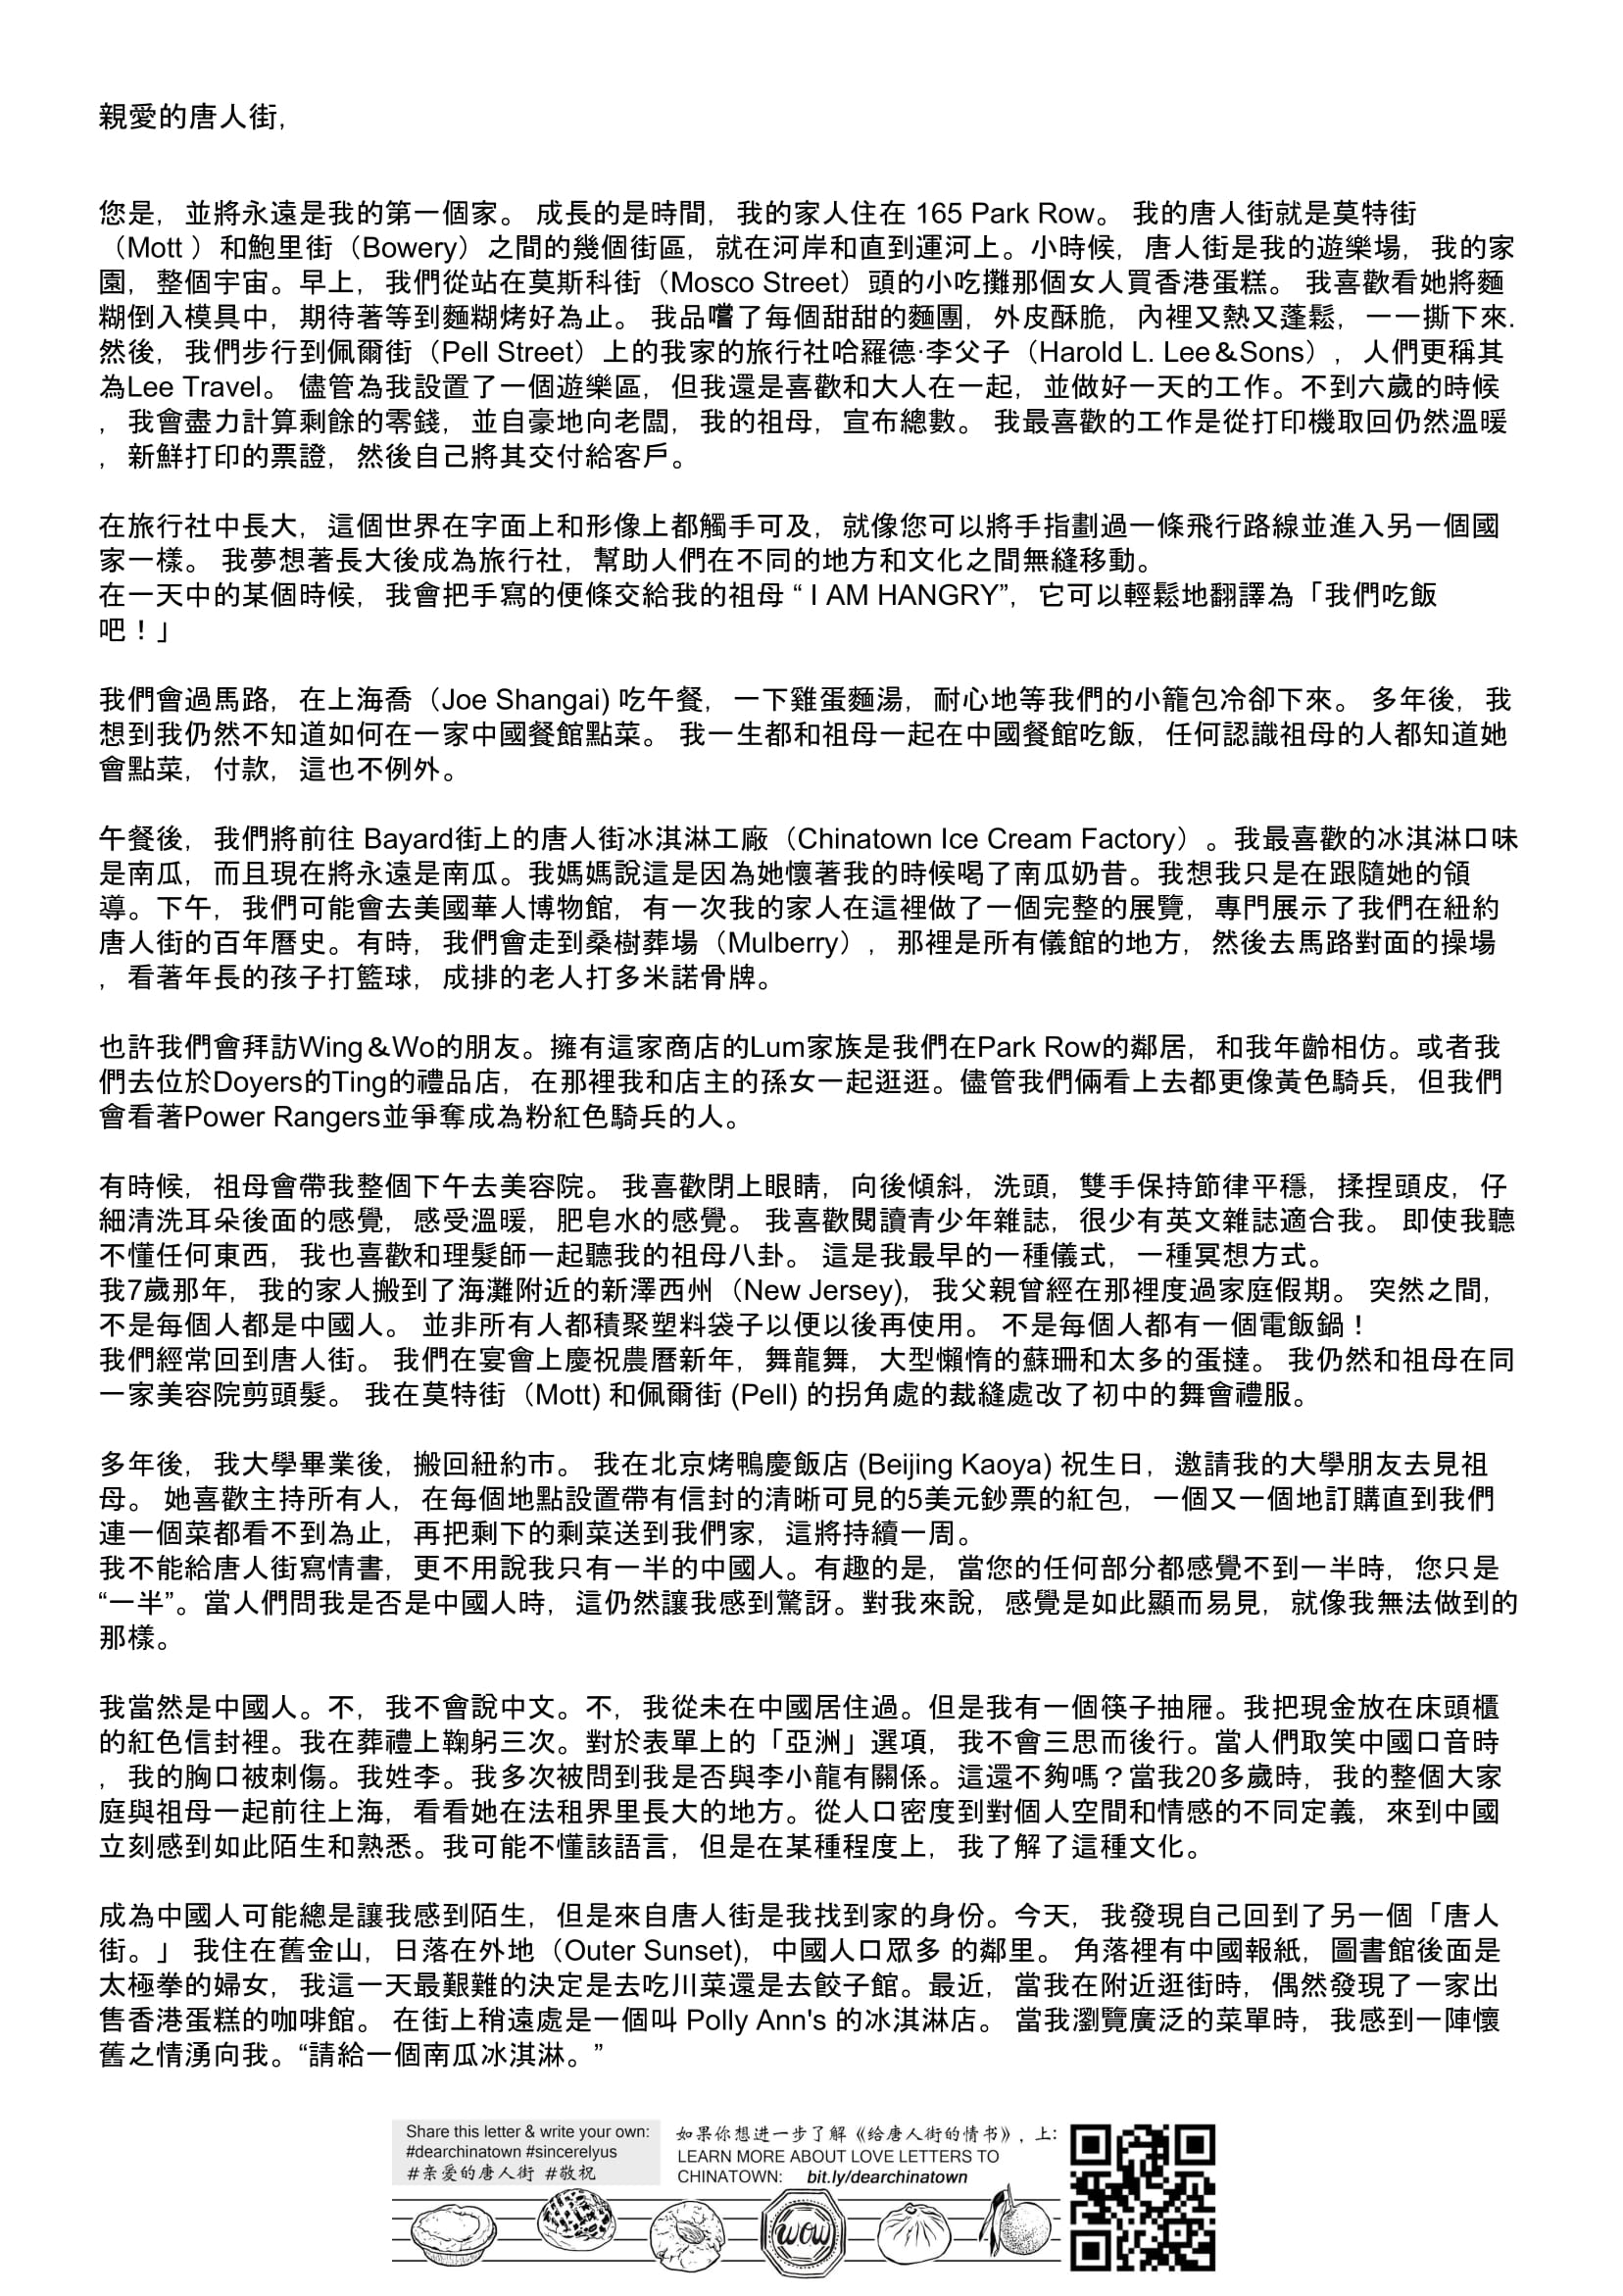 親愛的唐人街，
您是，並將永遠是我的第一個家。 成長的是時間，我的家人住在 165 Park Row。 我的唐人街就是莫特街
（Mott ）和鮑里街（Bowery）之間的幾個街區，就在河岸和直到運河上。小時候，唐人街是我的遊樂場，我的家
園，整個宇宙。早上，我們從站在莫斯科街（Mosco Street）頭的小吃攤那個女人買香港蛋糕。 我喜歡看她將麵
糊倒入模具中，期待著等到麵糊烤好為止。 我品嚐了每個甜甜的麵團，外皮酥脆，內裡又熱又蓬鬆，一一撕下來.
然後，我們步行到佩爾街（Pell Street）上的我家的旅行社哈羅德·李父子（Harold L. Lee＆Sons），人們更稱其
為Lee Travel。 儘管為我設置了一個遊樂區，但我還是喜歡和大人在一起，並做好一天的工作。不到六歲的時候
，我會盡力計算剩餘的零錢，並自豪地向老闆，我的祖母，宣布總數。 我最喜歡的工作是從打印機取回仍然溫暖
，新鮮打印的票證，然後自己將其交付給客戶。
在旅行社中長大，這個世界在字面上和形像上都觸手可及，就像您可以將手指劃過一條飛行路線並進入另一個國
家一樣。 我夢想著長大後成為旅行社，幫助人們在不同的地方和文化之間無縫移動。
在一天中的某個時候，我會把手寫的便條交給我的祖母 “ I AM HANGRY”，它可以輕鬆地翻譯為「我們吃飯
吧！」
我們會過馬路，在上海喬（Joe Shangai) 吃午餐，一下雞蛋麵湯，耐心地等我們的小籠包冷卻下來。 多年後，我
想到我仍然不知道如何在一家中國餐館點菜。 我一生都和祖母一起在中國餐館吃飯，任何認識祖母的人都知道她
會點菜，付款，這也不例外。
午餐後，我們將前往 Bayard街上的唐人街冰淇淋工廠（Chinatown Ice Cream Factory）。我最喜歡的冰淇淋口味
是南瓜，而且現在將永遠是南瓜。我媽媽說這是因為她懷著我的時候喝了南瓜奶昔。我想我只是在跟隨她的領
導。下午，我們可能會去美國華人博物館，有一次我的家人在這裡做了一個完整的展覽，專門展示了我們在紐約
唐人街的百年曆史。有時，我們會走到桑樹葬場（Mulberry），那裡是所有儀館的地方，然後去馬路對面的操場
，看著年長的孩子打籃球，成排的老人打多米諾骨牌。
也許我們會拜訪Wing＆Wo的朋友。擁有這家商店的Lum家族是我們在Park Row的鄰居，和我年齡相仿。或者我
們去位於Doyers的Ting的禮品店，在那裡我和店主的孫女一起逛逛。儘管我們倆看上去都更像黃色騎兵，但我們
會看著Power Rangers並爭奪成為粉紅色騎兵的人。
有時候，祖母會帶我整個下午去美容院。 我喜歡閉上眼睛，向後傾斜，洗頭，雙手保持節律平穩，揉捏頭皮，仔
細清洗耳朵後面的感覺，感受溫暖，肥皂水的感覺。 我喜歡閱讀青少年雜誌，很少有英文雜誌適合我。 即使我聽
不懂任何東西，我也喜歡和理髮師一起聽我的祖母八卦。 這是我最早的一種儀式，一種冥想方式。
我7歲那年，我的家人搬到了海灘附近的新澤西州（New Jersey)，我父親曾經在那裡度過家庭假期。 突然之間，
不是每個人都是中國人。 並非所有人都積聚塑料袋子以便以後再使用。 不是每個人都有一個電飯鍋！
我們經常回到唐人街。 我們在宴會上慶祝農曆新年，舞龍舞，大型懶惰的蘇珊和太多的蛋撻。 我仍然和祖母在同
一家美容院剪頭髮。 我在莫特街（Mott) 和佩爾街 (Pell) 的拐角處的裁縫處改了初中的舞會禮服。
多年後，我大學畢業後，搬回紐約市。 我在北京烤鴨慶飯店 (Beijing Kaoya) 祝生日，邀請我的大學朋友去見祖
母。 她喜歡主持所有人，在每個地點設置帶有信封的清晰可見的5美元鈔票的紅包，一個又一個地訂購直到我們
連一個菜都看不到為止，再把剩下的剩菜送到我們家，這將持續一周。
我不能給唐人街寫情書，更不用說我只有一半的中國人。有趣的是，當您的任何部分都感覺不到一半時，您只是
“一半”。當人們問我是否是中國人時，這仍然讓我感到驚訝。對我來說，感覺是如此顯而易見，就像我無法做到的
那樣。
我當然是中國人。不，我不會說中文。不，我從未在中國居住過。但是我有一個筷子抽屜。我把現金放在床頭櫃
的紅色信封裡。我在葬禮上鞠躬三次。對於表單上的「亞洲」選項，我不會三思而後行。當人們取笑中國口音時
，我的胸口被刺傷。我姓李。我多次被問到我是否與李小龍有關係。這還不夠嗎？當我20多歲時，我的整個大家
庭與祖母一起前往上海，看看她在法租界里長大的地方。從人口密度到對個人空間和情感的不同定義，來到中國
立刻感到如此陌生和熟悉。我可能不懂該語言，但是在某種程度上，我了解了這種文化。
成為中國人可能總是讓我感到陌生，但是來自唐人街是我找到家的身份。今天，我發現自己回到了另一個「唐人
街。」 我住在舊金山，日落在外地（Outer Sunset)，中國人口眾多 的鄰里。 角落裡有中國報紙，圖書館後面是
太極拳的婦女，我這一天最艱難的決定是去吃川菜還是去餃子館。最近，當我在附近逛街時，偶然發現了一家出
售香港蛋糕的咖啡館。 在街上稍遠處是一個叫 Polly Ann's 的冰淇淋店。 當我瀏覽廣泛的菜單時，我感到一陣懷
舊之情湧向我。“請給一個南瓜冰淇淋。”
Share this letter & write your own:
#dearchinatown #sincerelyus
#亲爱的唐人街 #敬祝
如果你想进一步了解《给唐人街的情书》，上:
LEARN MORE ABOUT LOVE LETTERS TO
CHINATOWN: bit.ly/dearchinatown
WOW